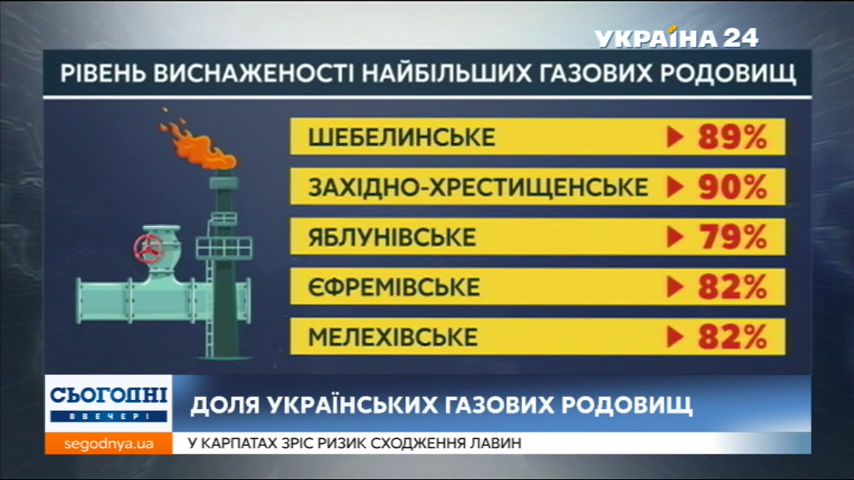 УКРАЇНА 24
РІВЕНЬ ВИСНАЖЕНОСТІ НАЙБІЛЬШИХ ГАЗОВИХ РОДОВИЩ
ШЕБЕЛИНСЬКЕ 89%
ЗАХІДНО-ХРЕСТИЩЕНСЬКЕ 90%
ЯБЛУНІВСЬКЕ 79%
ЄФРЕМІВСЬКЕ 82%
МЕЛЕХІВСЬКЕ 82%
СЬОГОДНІ
ВВЕЧЕРІ
ДОЛЯ УКРАЇНСЬКИХ ГАЗОВИХ РОДОВИЩ
segodnya.ua
У КАРПАТАХ ЗРІС РИЗИК СХОДЖЕННЯ ЛАВИН